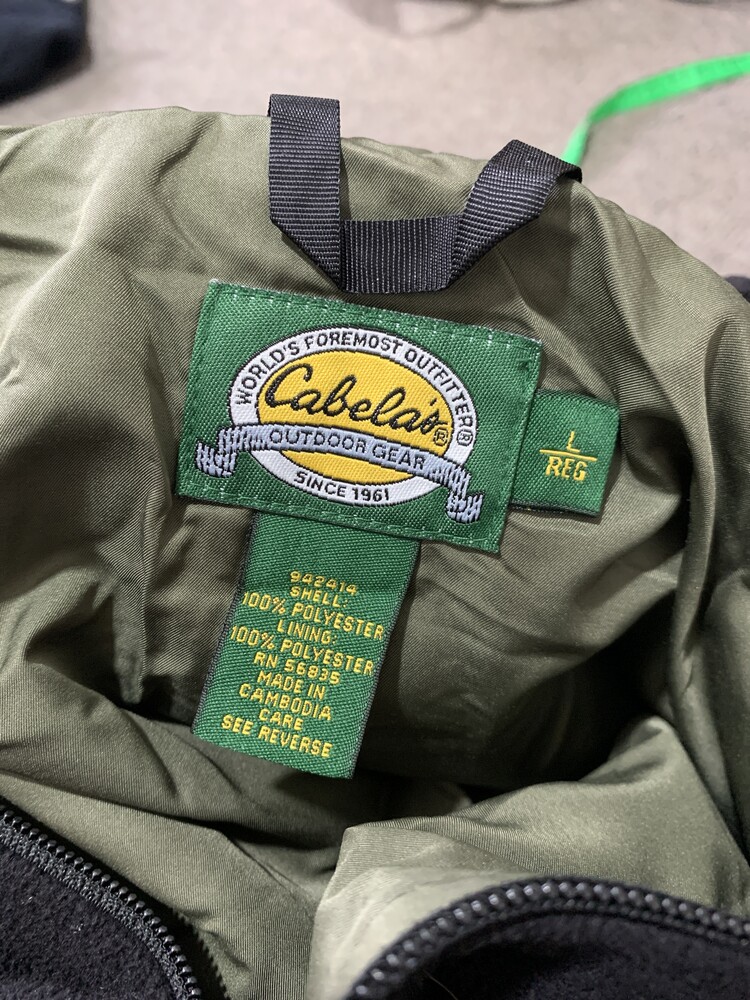 WORLD'S FOREMOST OUTFITTER®
Cabela's®
OUTDOOR GEAR
SINCE 1961
L
REG
942414
SHELL:
100% POLYESTER
LINING:
100% POLYESTER
RN 56835
MADE IN
CAMBODIA
CARE
SEE REVERSE